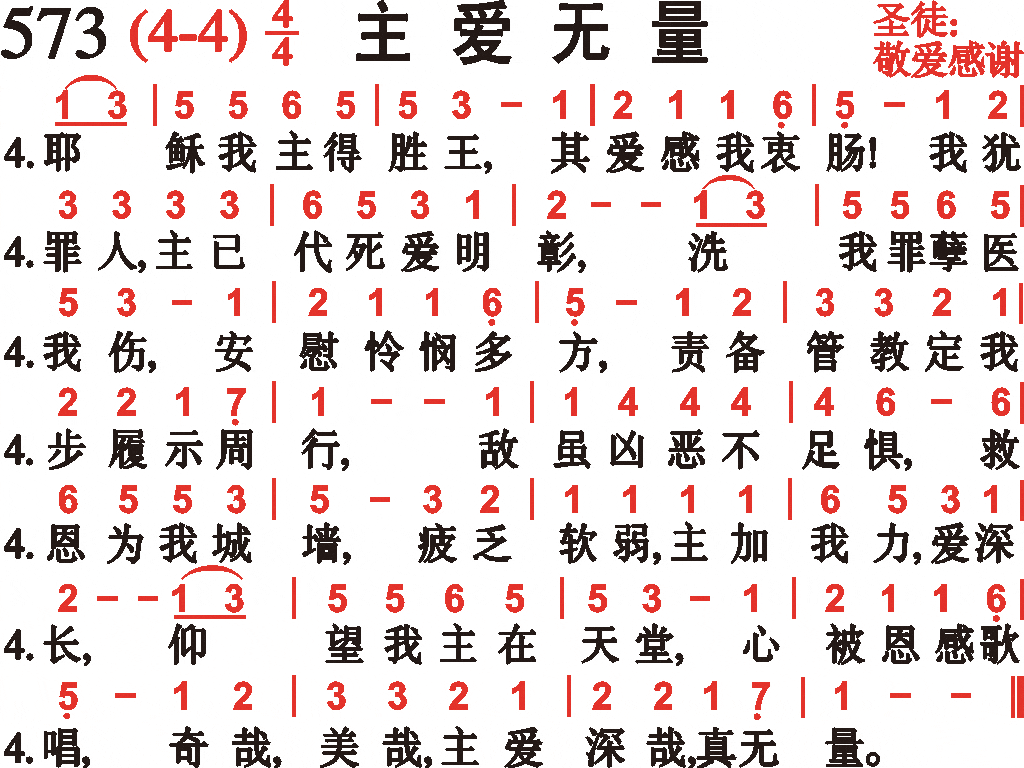 573 (4-4) 4/4 主爱无量 圣徒:
敬爱感谢
1 3 | 5 5 6 5 | 5 3 – 1 | 2 1 1 6 | 5 – 1 2 |
4.耶 稣我主得 胜王, 其爱感我衷 肠! 我犹
3 3 3 3 | 6 5 3 1 | 2 – – 1 3 | 5 5 6 5 |
4.罪人,主已 代死爱明 彰, 洗 我罪孽医
5 3 – 1 | 2 1 1 6 | 5 – 1 2 | 3 3 2 1 |
4.我伤, 安 慰怜悯多 方, 责备 管教定我
2 2 1 7 | 1 – – 1 | 1 4 4 4 | 4 6 – 6 |
4.步履示周 行, 敌 虽凶恶不 足惧, 救
6 5 5 3 | 5 – 3 2 | 1 1 1 1 | 6 5 3 1 |
4.恩为我城 墙, 疲乏 软弱,主加 我力,爱深
2 – – 1 3 | 5 5 6 5 | 5 3 – 1 | 2 1 1 6 |
4.长, 仰 望我主在 天堂, 心 被恩感歌
5 – 1 2 | 3 3 2 1 | 2 2 1 7 | 1 – – ‖
4.唱, 奇哉, 美哉,主爱 深哉,真无 量。